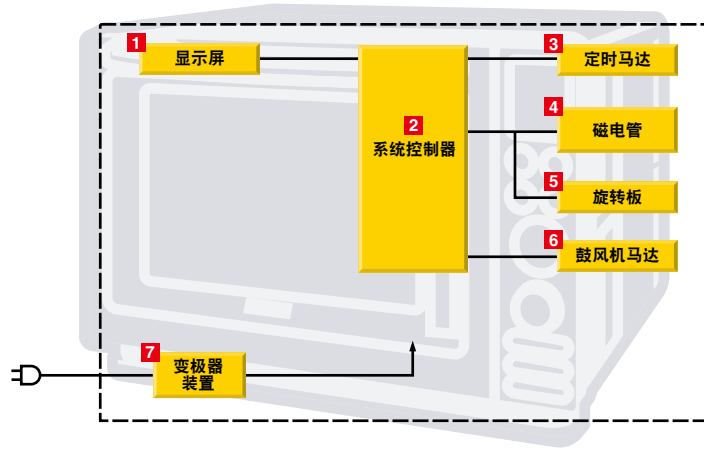 1 显示屏
2
系统控制器
3 定时马达
4 磁电管
5 旋转板
6 鼓风机马达
7 变极器
装置